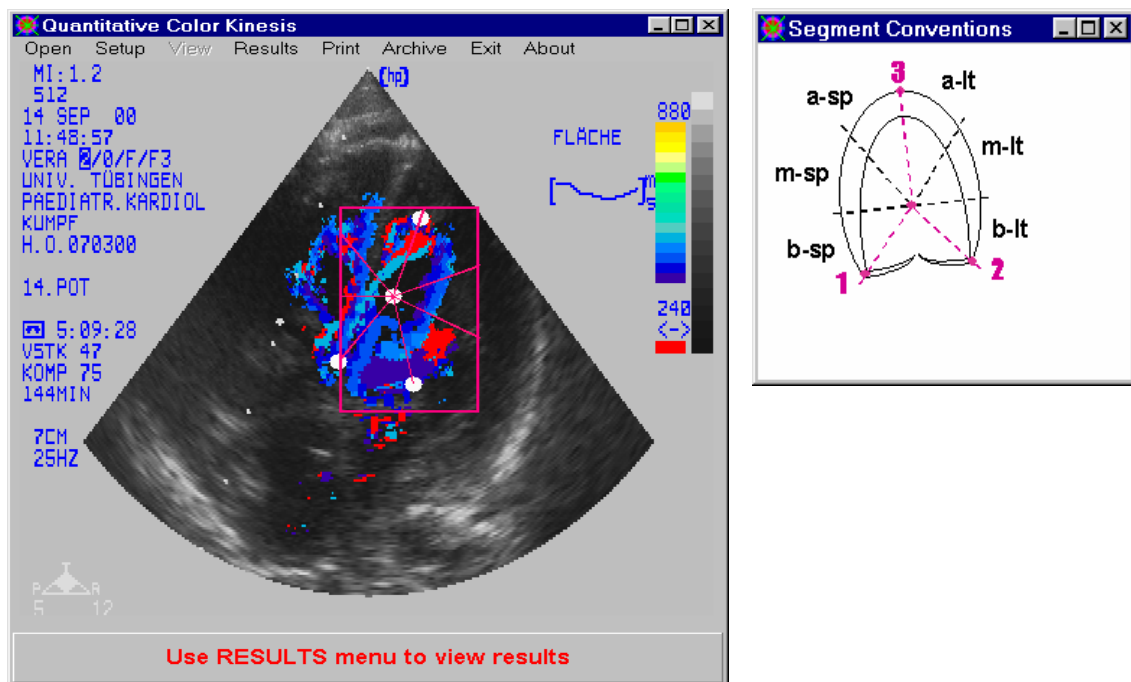 Quantitative Color Kinesis
Open Setup View Results Print Archive Exit About
MI:1.2
512
14 SEP 00
11:48:57
VERA 2/0/F/F3
UNIV. TÜBINGEN
PAEDIATR.KARDIOL
KUMPF
H.O.070300
14.POT
5:09:28
VSTK 47
KOMP 75
144MIN
7CM
25HZ
T
P R
5 12
(hp)
880
FLÄCHE
240
<->
Use RESULTS menu to view results
Segment Conventions
3
a-sp a-lt
m-sp m-lt
b-sp b-lt
1 2